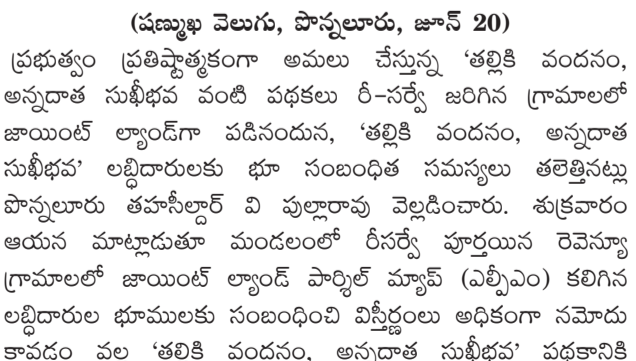 (షణ్ముఖ వెలుగు, పొన్నలూరు, జూన్ 20)
ప్రభుత్వం ప్రతిష్టాత్మకంగా అమలు చేస్తున్న ‘తల్లికి వందనం,
అన్నదాత సుఖీభవ వంటి పథకలు రీ-సర్వే జరిగిన గ్రామాలలో
జాయింట్ ల్యాండ్‌గా పడినందున, ‘తల్లికి వందనం, అన్నదాత
సుఖీభవ’ లబ్ధిదారులకు భూ సంబంధిత సమస్యలు తలెత్తినట్లు
పొన్నలూరు తహసీల్దార్ వి పుల్లారావు వెల్లడించారు. శుక్రవారం
ఆయన మాట్లాడుతూ మండలంలో రీసర్వే పూర్తయిన రెవెన్యూ
గ్రామాలలో జాయింట్ ల్యాండ్ పార్శిల్ మ్యాప్ (ఎల్పీఎం) కలిగిన
లబ్ధిదారుల భూములకు సంబంధించి విస్తీర్ణంలు అధికంగా నమోదు
కావడం వల్ల ‘తల్లికి వందనం, అన్నదాత సుఖీభవ’ పథకానికి